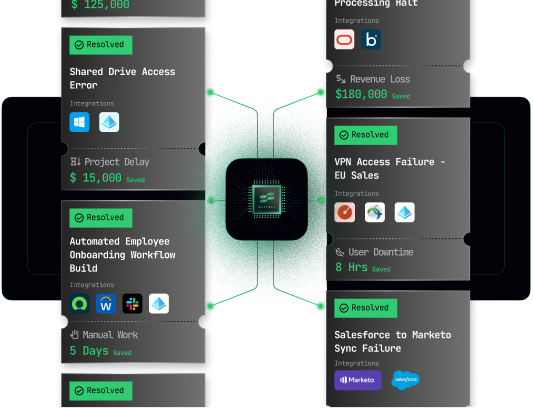 $ 125,000
Resolved
Shared Drive Access
Error
Integrations
Project Delay
$ 15,000 Saved
Resolved
Automated Employee
Onboarding Workflow
Build
Integrations
w
Manual Work
5 Days Saved
Resolved
Processing Halt
Integrations
b
Revenue Loss
$180,000 Saved
Resolved
VPN Access Failure -
EU Sales
Integrations
User Downtime
8 Hrs Saved
Resolved
Salesforce to Marketo
Sync Failure
Integrations
Marketo
salesforce